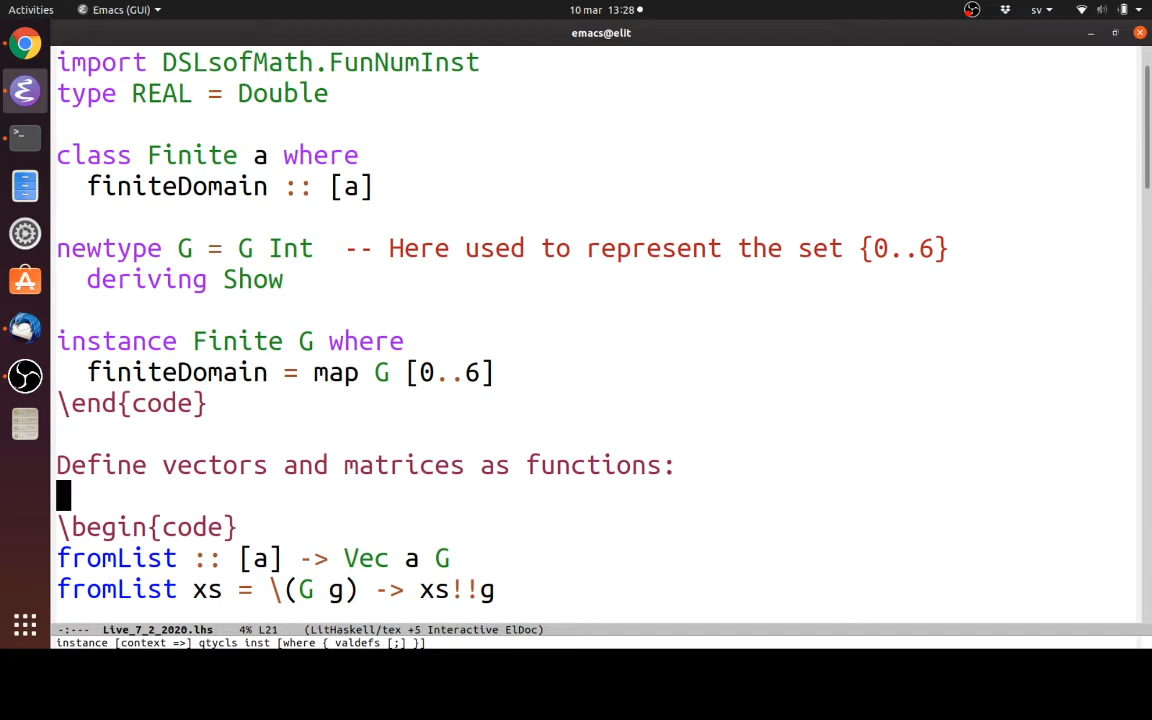 Activities
Emacs (GUI)
10 mar 13:28
sv
emacs@elit
import DSLsofMath.FunNumInst
type REAL = Double
class Finite a where
  finiteDomain :: [a]
newtype G = G Int  -- Here used to represent the set {0..6}
  deriving Show
instance Finite G where
  finiteDomain = map G [0..6]
\end{code}
Define vectors and matrices as functions:
\begin{code}
fromList :: [a] -> Vec a G
fromList xs = \(G g) -> xs!!g
-:---  Live_7_2_2020.lhs   4% L21   (LitHaskell/tex +5 Interactive ElDoc)
instance [context =>] qtycls inst [where { valdefs [;] }]